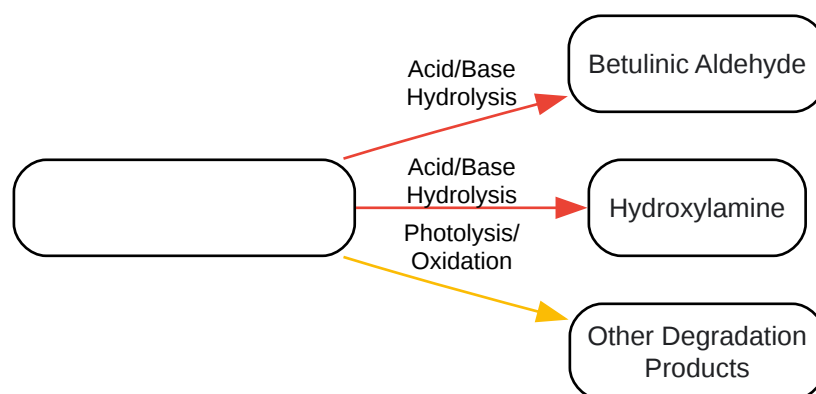 Acid/Base
Hydrolysis
Betulinic Aldehyde
Acid/Base
Hydrolysis
Hydroxylamine
Photolysis/
Oxidation
Other Degradation
Products